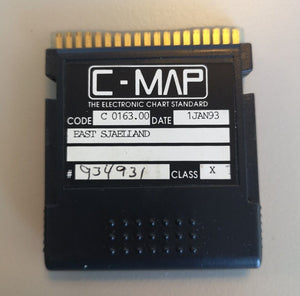 C-MAP
THE ELECTRONIC CHART STANDARD
CODE C 0163.00 DATE 1JAN93
EAST SJAELLAND
# 934931 CLASS X